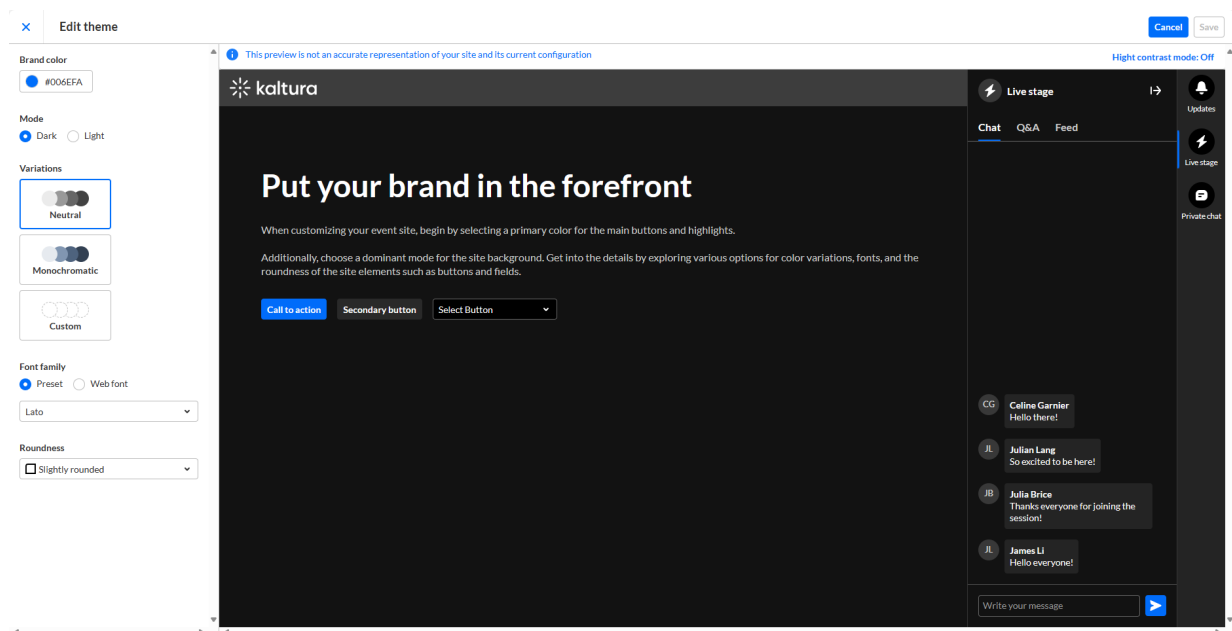 Edit theme
Cancel
Save
Brand color
#006EFA
Mode
Dark
Light
Variations
Neutral
Monochromatic
Custom
Font family
Preset
Web font
Lato
Roundness
Slightly rounded
This preview is not an accurate representation of your site and its current configuration
Hight contrast mode: Off
kaltura
Put your brand in the forefront
When customizing your event site, begin by selecting a primary color for the main buttons and highlights.
Additionally, choose a dominant mode for the site background. Get into the details by exploring various options for color variations, fonts, and the
roundness of the site elements such as buttons and fields.
Call to action
Secondary button
Select Button
Live stage
Chat
Q&A
Feed
CG
Celine Garnier
Hello there!
JL
Julian Lang
So excited to be here!
JB
Julia Brice
Thanks everyone for joining the
session!
JL
James Li
Hello everyone!
Write your message
Updates
Live stage
Private chat